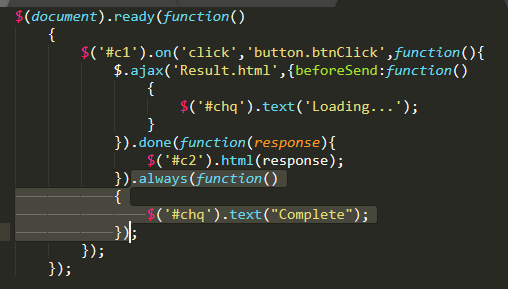 $(document).ready(function()
{
$('#c1').on('click','button.btnClick',function(){
$.ajax('Result.html',{beforeSend:function()
{
$('#chq').text('Loading...');
}
}).done(function(response){
$('#c2').html(response);
}).always(function()
{
$('#chq').text("Complete");
});
});
});